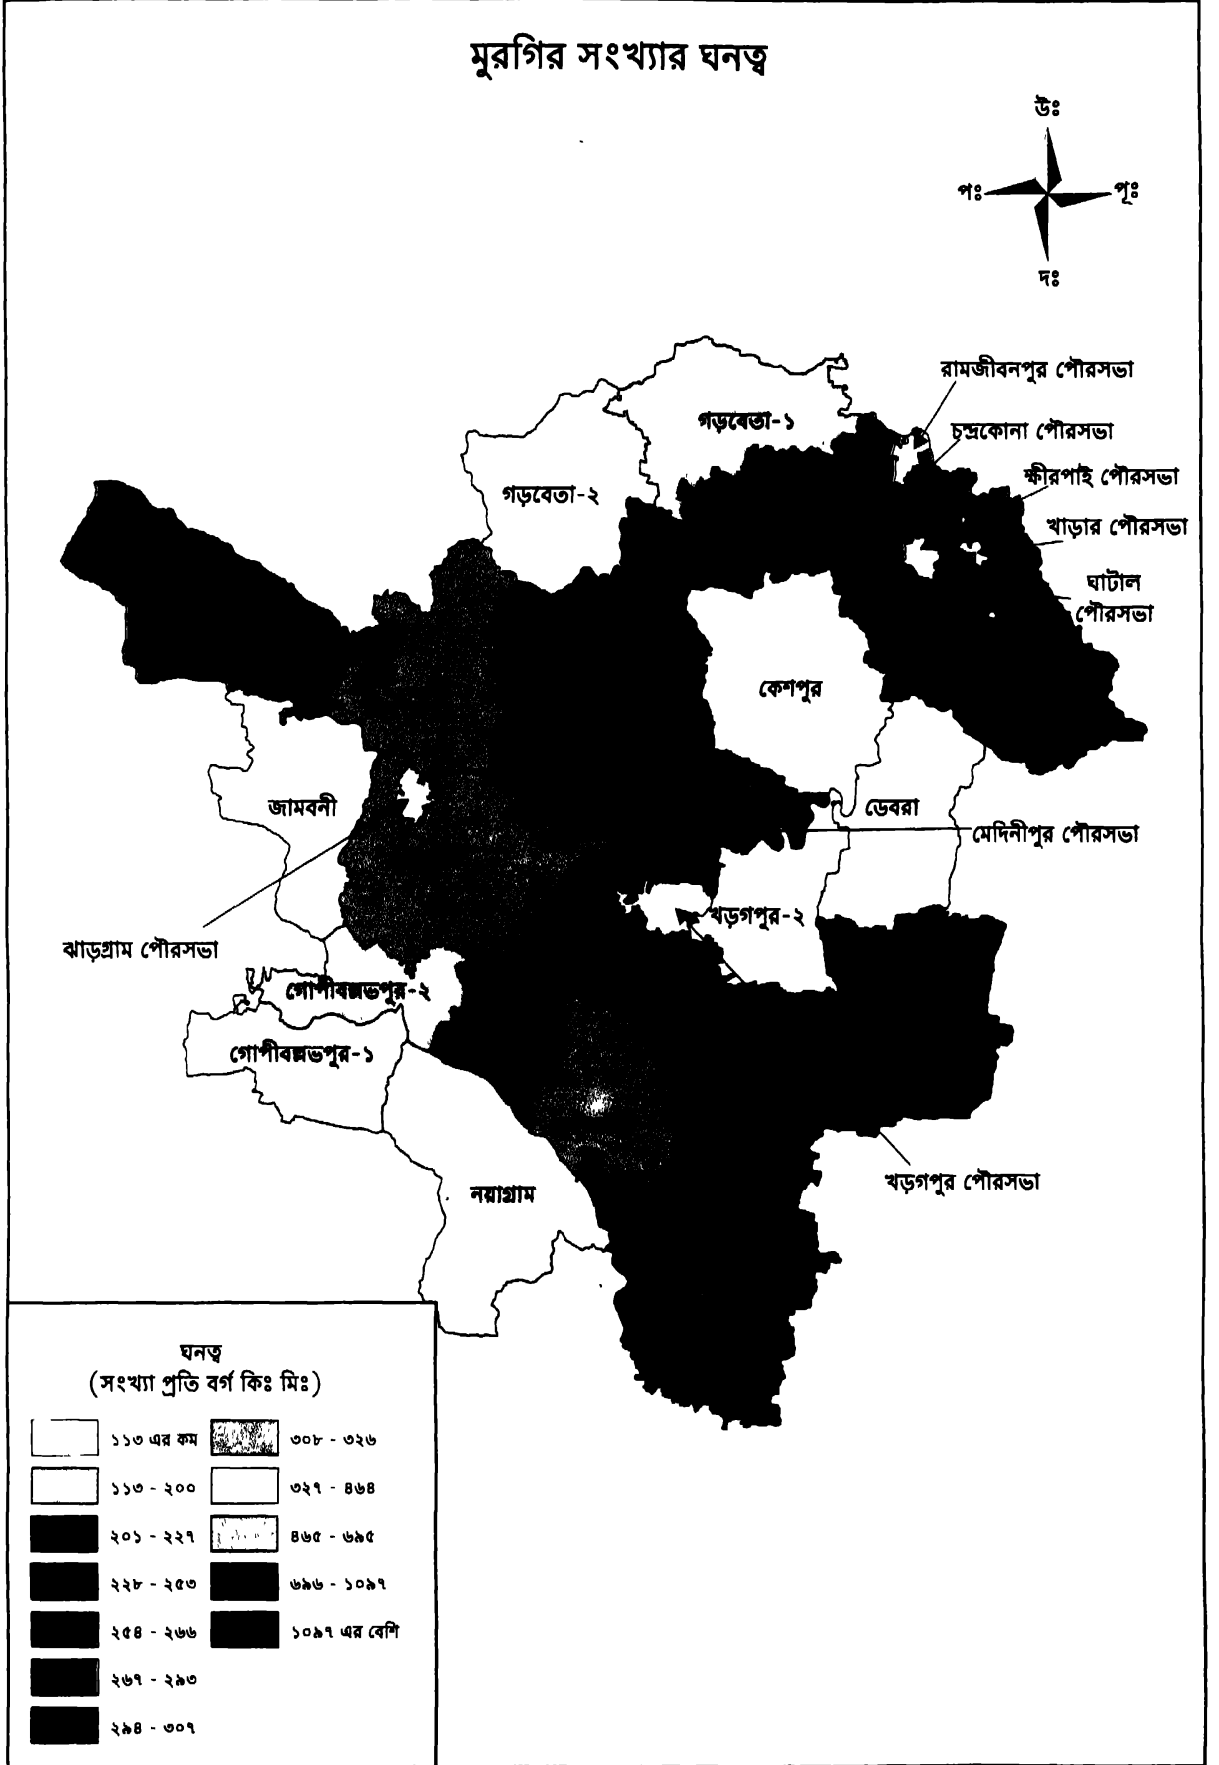 মুরগির সংখ্যার ঘনত্ব
উঃ
পঃ
পূঃ
দঃ
রামজীবনপুর পৌরসভা
গড়বেতা-১
চন্দ্রকোনা পৌরসভা
ক্ষীরপাই পৌরসভা
গড়বেতা-২
খাড়ার পৌরসভা
ঘাটাল
পৌরসভা
কেশপুর
জামবনী
ডেবরা
মেদিনীপুর পৌরসভা
খড়গপুর-২
ঝাড়গ্রাম পৌরসভা
গোপীবল্লভপুর-২
গোপীবল্লভপুর-১
খড়গপুর পৌরসভা
নয়াগ্রাম
ঘনত্ব
(সংখ্যা প্রতি বর্গ কিঃ মিঃ)
১১৩ এর কম
১১৩ - ২০০
২০১ - ২২৭
২২৮ - ২৫৩
২৫৪ - ২৬৬
২৬৭ - ২৯৩
২৯৪ - ৩০৭
৩০৮ - ৩২৬
৩২৭ - ৪৬৪
৪৬৫ - ৬৯৫
৬৯৬ - ১০৯৭
১০৯৭ এর বেশি